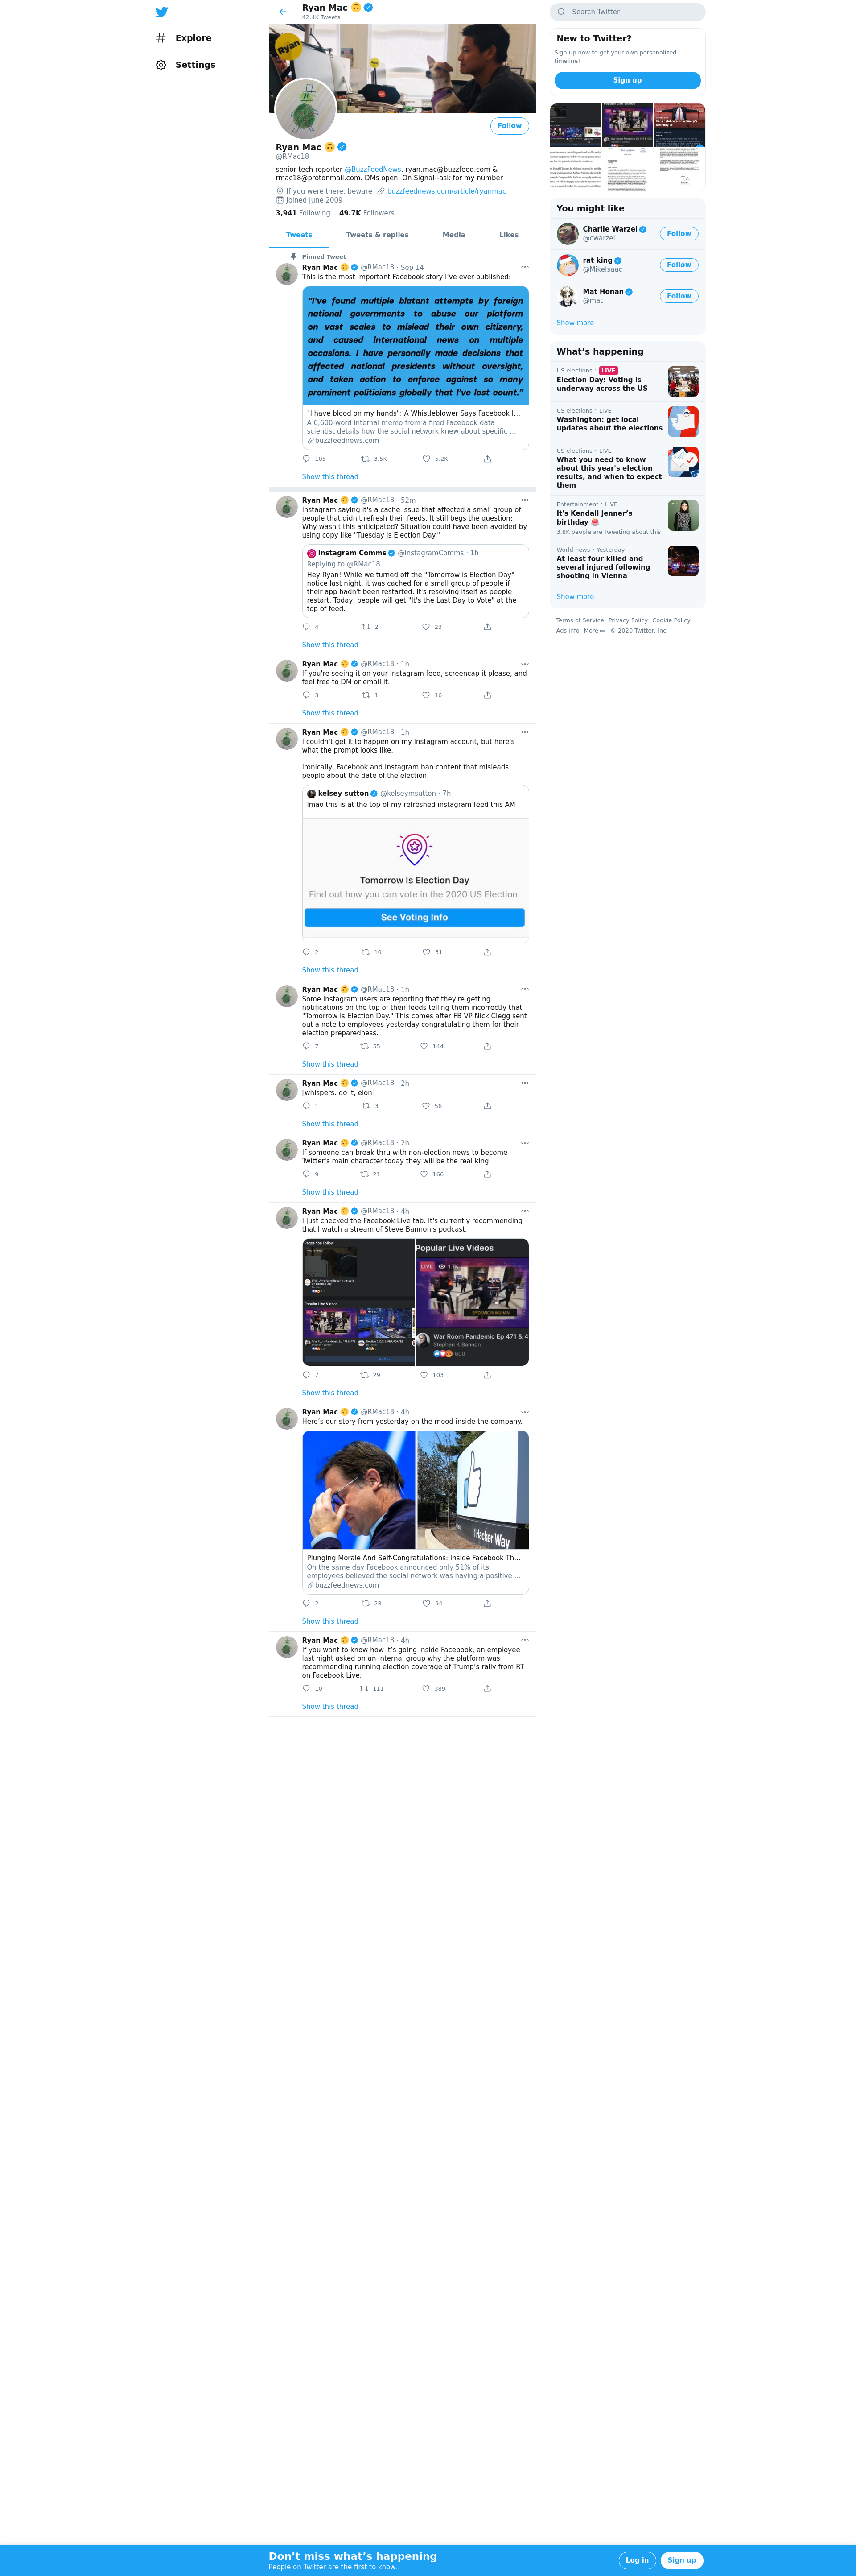 Explore
Settings
Ryan Mac 🙃
42.4K Tweets
Ryan
Follow
Ryan Mac 🙃
@RMac18
senior tech reporter @BuzzFeedNews. ryan.mac@buzzfeed.com &
rmac18@protonmail.com. DMs open. On Signal--ask for my number
If you were there, beware buzzfeednews.com/article/ryanmac
Joined June 2009
3,941 Following 49.7K Followers
Tweets Tweets & replies Media Likes
Pinned Tweet
Ryan Mac 🙃 @RMac18 · Sep 14
This is the most important Facebook story I've ever published:
"I've found multiple blatant attempts by foreign
national governments to abuse our platform
on vast scales to mislead their own citizenry,
and caused international news on multiple
occasions. I have personally made decisions that
affected national presidents without oversight,
and taken action to enforce against so many
prominent politicians globally that I've lost count."
"I have blood on my hands": A Whistleblower Says Facebook I...
A 6,600-word internal memo from a fired Facebook data
scientist details how the social network knew about specific ...
buzzfeednews.com
105 3.5K 5.2K
Show this thread
Ryan Mac 🙃 @RMac18 · 52m
Instagram saying it's a cache issue that affected a small group of
people that didn't refresh their feeds. It still begs the question:
Why wasn't this anticipated? Situation could have been avoided by
using copy like "Tuesday is Election Day."
Instagram Comms @InstagramComms · 1h
Replying to @RMac18
Hey Ryan! While we turned off the "Tomorrow is Election Day"
notice last night, it was cached for a small group of people if
their app hadn't been restarted. It's resolving itself as people
restart. Today, people will get "It's the Last Day to Vote" at the
top of feed.
4 2 23
Show this thread
Ryan Mac 🙃 @RMac18 · 1h
If you're seeing it on your Instagram feed, screencap it please, and
feel free to DM or email it.
3 1 16
Show this thread
Ryan Mac 🙃 @RMac18 · 1h
I couldn't get it to happen on my Instagram account, but here's
what the prompt looks like.
Ironically, Facebook and Instagram ban content that misleads
people about the date of the election.
kelsey sutton @kelseymsutton · 7h
lmao this is at the top of my refreshed instagram feed this AM
Tomorrow Is Election Day
Find out how you can vote in the 2020 US Election.
See Voting Info
2 10 31
Show this thread
Ryan Mac 🙃 @RMac18 · 1h
Some Instagram users are reporting that they're getting
notifications on the top of their feeds telling them incorrectly that
"Tomorrow is Election Day." This comes after FB VP Nick Clegg sent
out a note to employees yesterday congratulating them for their
election preparedness.
7 55 144
Show this thread
Ryan Mac 🙃 @RMac18 · 2h
[whispers: do it, elon]
1 3 56
Show this thread
Ryan Mac 🙃 @RMac18 · 2h
If someone can break thru with non-election news to become
Twitter's main character today they will be the real king.
9 21 166
Show this thread
Ryan Mac 🙃 @RMac18 · 4h
I just checked the Facebook Live tab. It's currently recommending
that I watch a stream of Steve Bannon's podcast.
Pages You Follow
Popular Live Videos
Popular Live Videos
LIVE 1.7K
EPIDEMIC IN WUHAN
War Room Pandemic Ep 471 & 4
Stephen K Bannon
600
7 29 103
Show this thread
Ryan Mac 🙃 @RMac18 · 4h
Here's our story from yesterday on the mood inside the company.
1 Hacker Way
Plunging Morale And Self-Congratulations: Inside Facebook Th...
On the same day Facebook announced only 51% of its
employees believed the social network was having a positive ...
buzzfeednews.com
2 28 94
Show this thread
Ryan Mac 🙃 @RMac18 · 4h
If you want to know how it's going inside Facebook, an employee
last night asked on an internal group why the platform was
recommending running election coverage of Trump's rally from RT
on Facebook Live.
10 111 389
Show this thread
Search Twitter
New to Twitter?
Sign up now to get your own personalized
timeline!
Sign up
You might like
Charlie Warzel
@cwarzel
Follow
rat king
@MikeIsaac
Follow
Mat Honan
@mat
Follow
Show more
What's happening
US elections · LIVE
Election Day: Voting is
underway across the US
US elections · LIVE
Washington: get local
updates about the elections
US elections · LIVE
What you need to know
about this year's election
results, and when to expect
them
Entertainment · LIVE
It's Kendall Jenner's
birthday 🎂
3.8K people are Tweeting about this
World news · Yesterday
At least four killed and
several injured following
shooting in Vienna
Show more
Terms of Service Privacy Policy Cookie Policy
Ads info More ··· © 2020 Twitter, Inc.
Don't miss what's happening
People on Twitter are the first to know.
Log in
Sign up